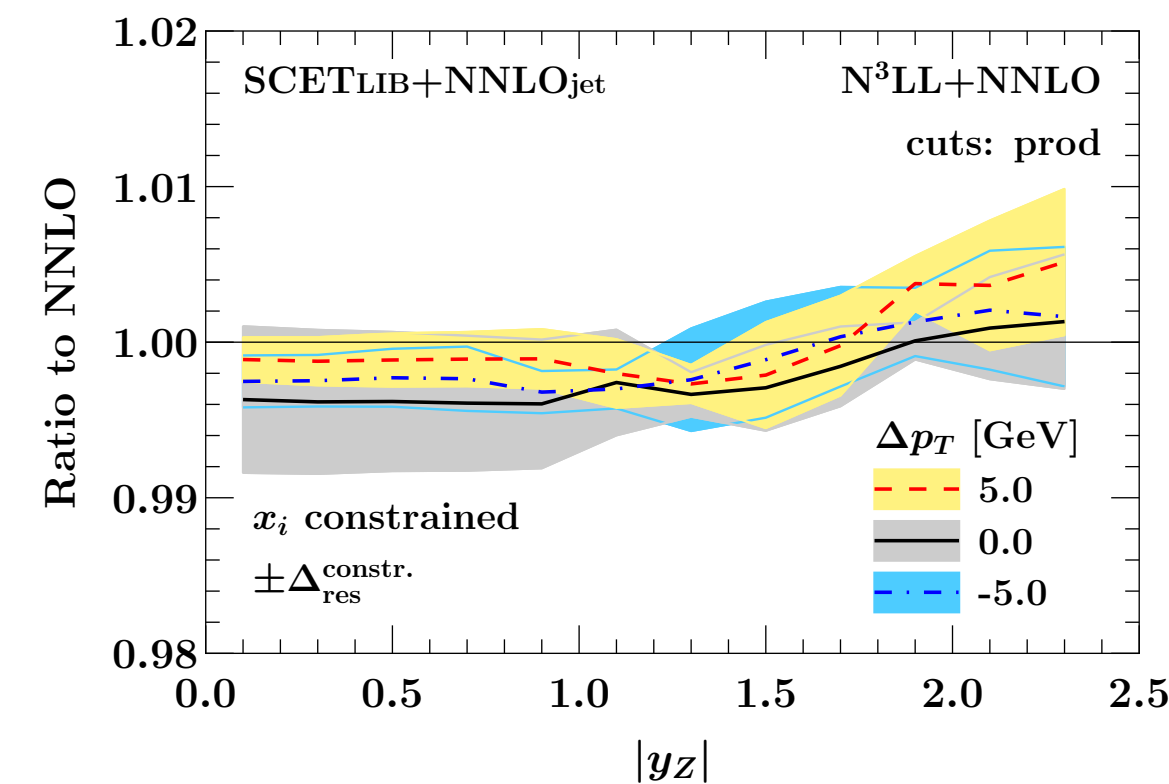 1.02
SCETLIB+NNLOjet
N³LL+NNLO
cuts: prod
1.01
Ratio to NNLO
1.00
Δp_T [GeV]
5.0
0.99
x_i constrained
0.0
±Δ_res^constr.
-5.0
0.98
0.0 0.5 1.0 1.5 2.0 2.5
|y_Z|